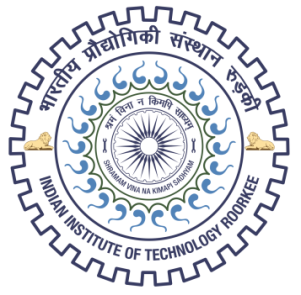 भारतीय प्रौद्योगिकी संस्थान रुड़की
श्रमं विना न किमपि साध्यम्
SHRAMAM VINA NA KIMAPI SADHYAM
INDIAN INSTITUTE OF TECHNOLOGY ROORKEE